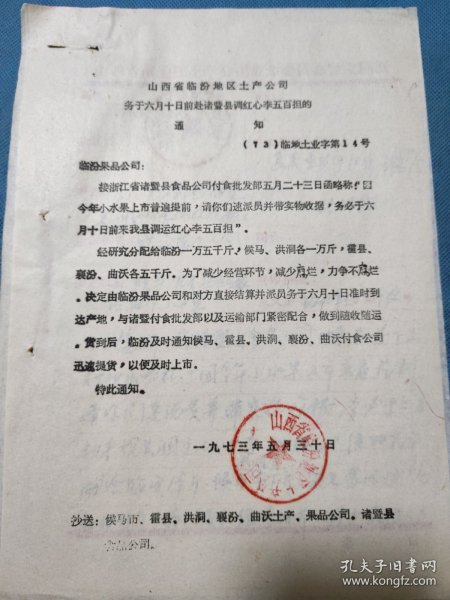 山西省临汾地区土产公司
务于六月十日前赴诸暨县调红心李五百担的
通 知
(73)临地土业字第14号
临汾果品公司:
按浙江省诸暨县食品公司付食批发部五月二十三日函略称:"因
今年小水果上市普遍提前,请你们速派员并带实物收据,务必于六
月十日前来我县调运红心李五百担"。
经研究分配给临汾一万五千斤、候马、洪洞各一万斤,霍县、
襄汾、曲沃各五千斤。为了减少经营环节,减少腐烂,力争不腐烂
。决定由临汾果品公司和对方直接结算并派员务于六月十日准时到
达产地,与诸暨付食批发部以及运输部门紧密配合,做到随收随运
。货到后,临汾及时通知候马、霍县、洪洞、襄汾、曲沃付食公司
迅速提货,以便及时上市。
特此通知。
一九七三年五月三十日
山西省
抄送:候马市、霍县、洪洞、襄汾、曲沃土产、果品公司。诸暨县
食品公司。
孔夫子旧书网
www.kongfz.com